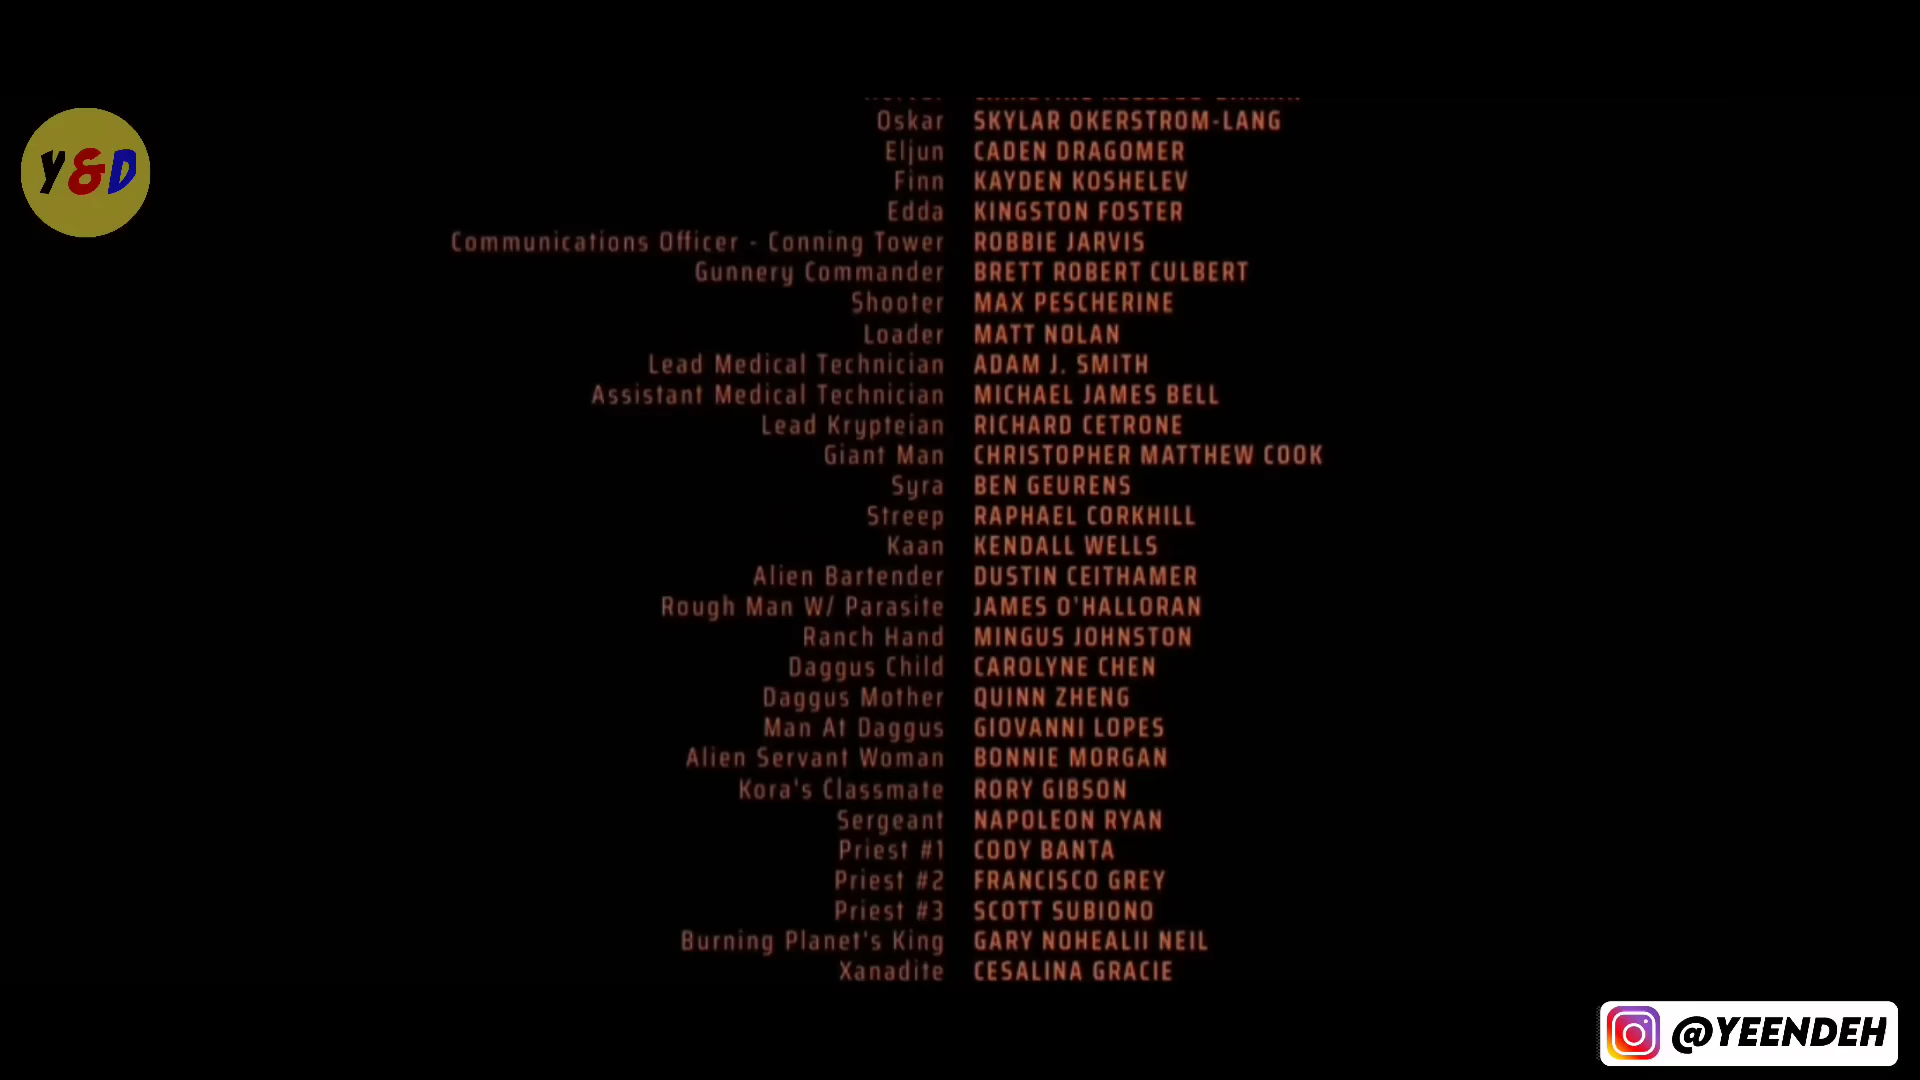 Y&D
Oskar SKYLAR OKERSTROM-LANG
Eljun CADEN DRAGOMER
Finn KAYDEN KOSHELEV
Edda KINGSTON FOSTER
Communications Officer - Conning Tower ROBBIE JARVIS
Gunnery Commander BRETT ROBERT CULBERT
Shooter MAX PESCHERINE
Loader MATT NOLAN
Lead Medical Technician ADAM J. SMITH
Assistant Medical Technician MICHAEL JAMES BELL
Lead Krypteian RICHARD CETRONE
Giant Man CHRISTOPHER MATTHEW COOK
Syra BEN GEURENS
Streep RAPHAEL CORKHILL
Kaan KENDALL WELLS
Alien Bartender DUSTIN CEITHAMER
Rough Man W/ Parasite JAMES O'HALLORAN
Ranch Hand MINGUS JOHNSTON
Daggus Child CAROLYNE CHEN
Daggus Mother QUINN ZHENG
Man At Daggus GIOVANNI LOPES
Alien Servant Woman BONNIE MORGAN
Kora's Classmate RORY GIBSON
Sergeant NAPOLEON RYAN
Priest #1 CODY BANTA
Priest #2 FRANCISCO GREY
Priest #3 SCOTT SUBIONO
Burning Planet's King GARY NOHEALII NEIL
Xanadite CESALINA GRACIE
@YEENDEH